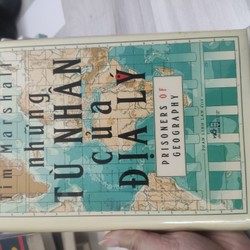 Tim Marshall
Những
TÙ NHÂN
của
ĐỊA LÝ
PRISONERS OF
GEOGRAPHY